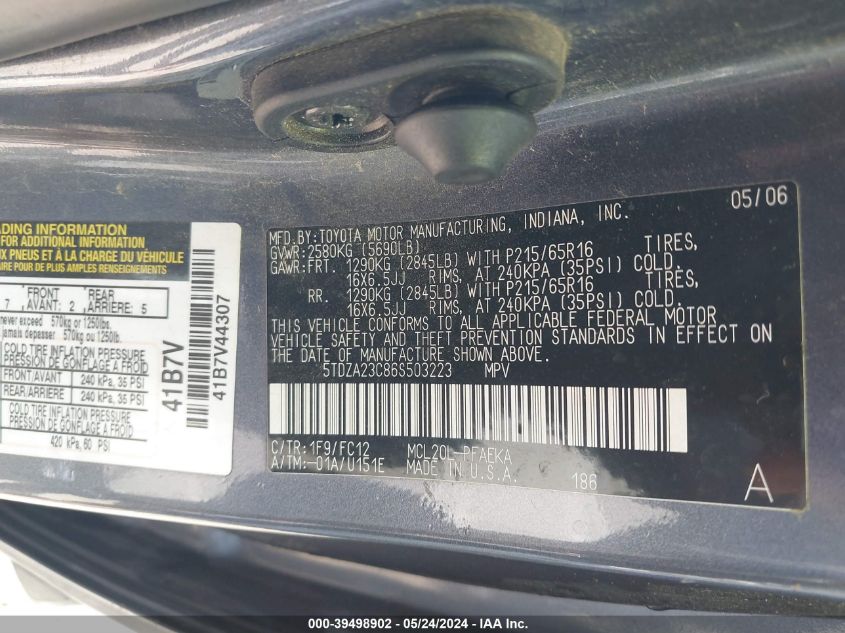 ADING INFORMATION
FOR ADDITIONAL
X PNEUS ET À LA CHARGE DU VÉHICULE
AIRE POUR DE PLUS AMPLES RENSEIGNEMENTS
7 FRONT AVANT: 2 REAR ARRIERE: 5
never exceed 570kg or 1250lbs.
jamais depasser 570kg ou 1250lb.
COLD TIRE INFLATION PRESSURE
PRESSION DE GONFLAGE A FROID
FRONT/AVANT 240 kPa, 35 PSI
REAR/ARRIERE 240 kPa, 35 PSI
COLD TIRE INFLATION PRESSURE
PRESSION DE GONFLAGE A FROID
420 kPa, 60 PSI
41B7V
41B7V44307
05/06
MFD.BY:TOYOTA MOTOR MANUFACTURING, INDIANA, INC.
GVWR:2580KG (5690LB)
GAWR:FRT. 1290KG (2845LB) WITH P215/65R16 TIRES,
16X6.5JJ RIMS, AT 240KPA (35PSI) COLD.
RR. 1290KG (2845LB) WITH P215/65R16 TIRES,
16X6.5JJ RIMS, AT 240KPA (35PSI) COLD.
THIS VEHICLE CONFORMS TO ALL APPLICABLE FEDERAL MOTOR
VEHICLE SAFETY AND THEFT PREVENTION STANDARDS IN EFFECT ON
THE DATE OF MANUFACTURE SHOWN ABOVE.
5TDZA23C86S503223 MPV
C/TR:1F9/FC12 MCL20L-PFAEKA
A/TM:-01A/U151E MADE IN U.S.A.
186
A
000-39498902 - 05/24/2024 - IAA Inc.